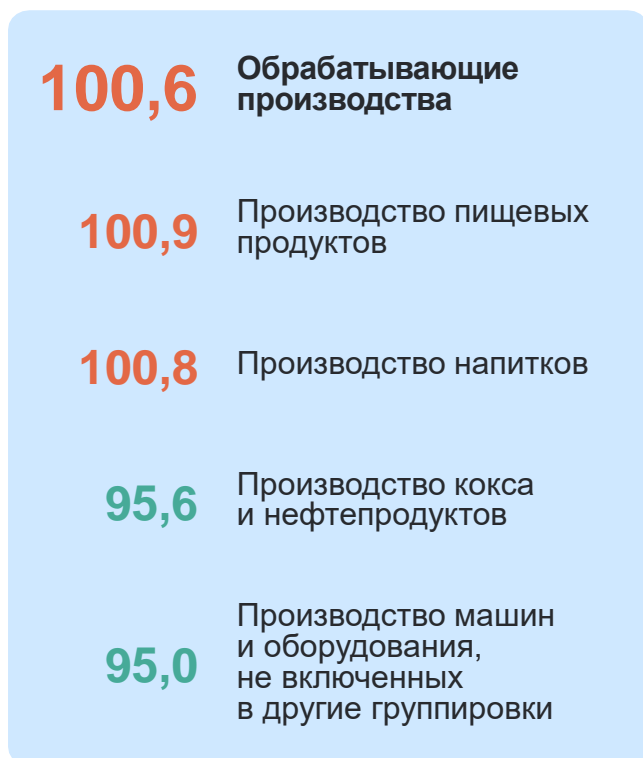 100,6
Обрабатывающие
производства
100,9
Производство пищевых
продуктов
100,8
Производство напитков
95,6
Производство кокса
и нефтепродуктов
95,0
Производство машин
и оборудования,
не включенных
в другие группировки